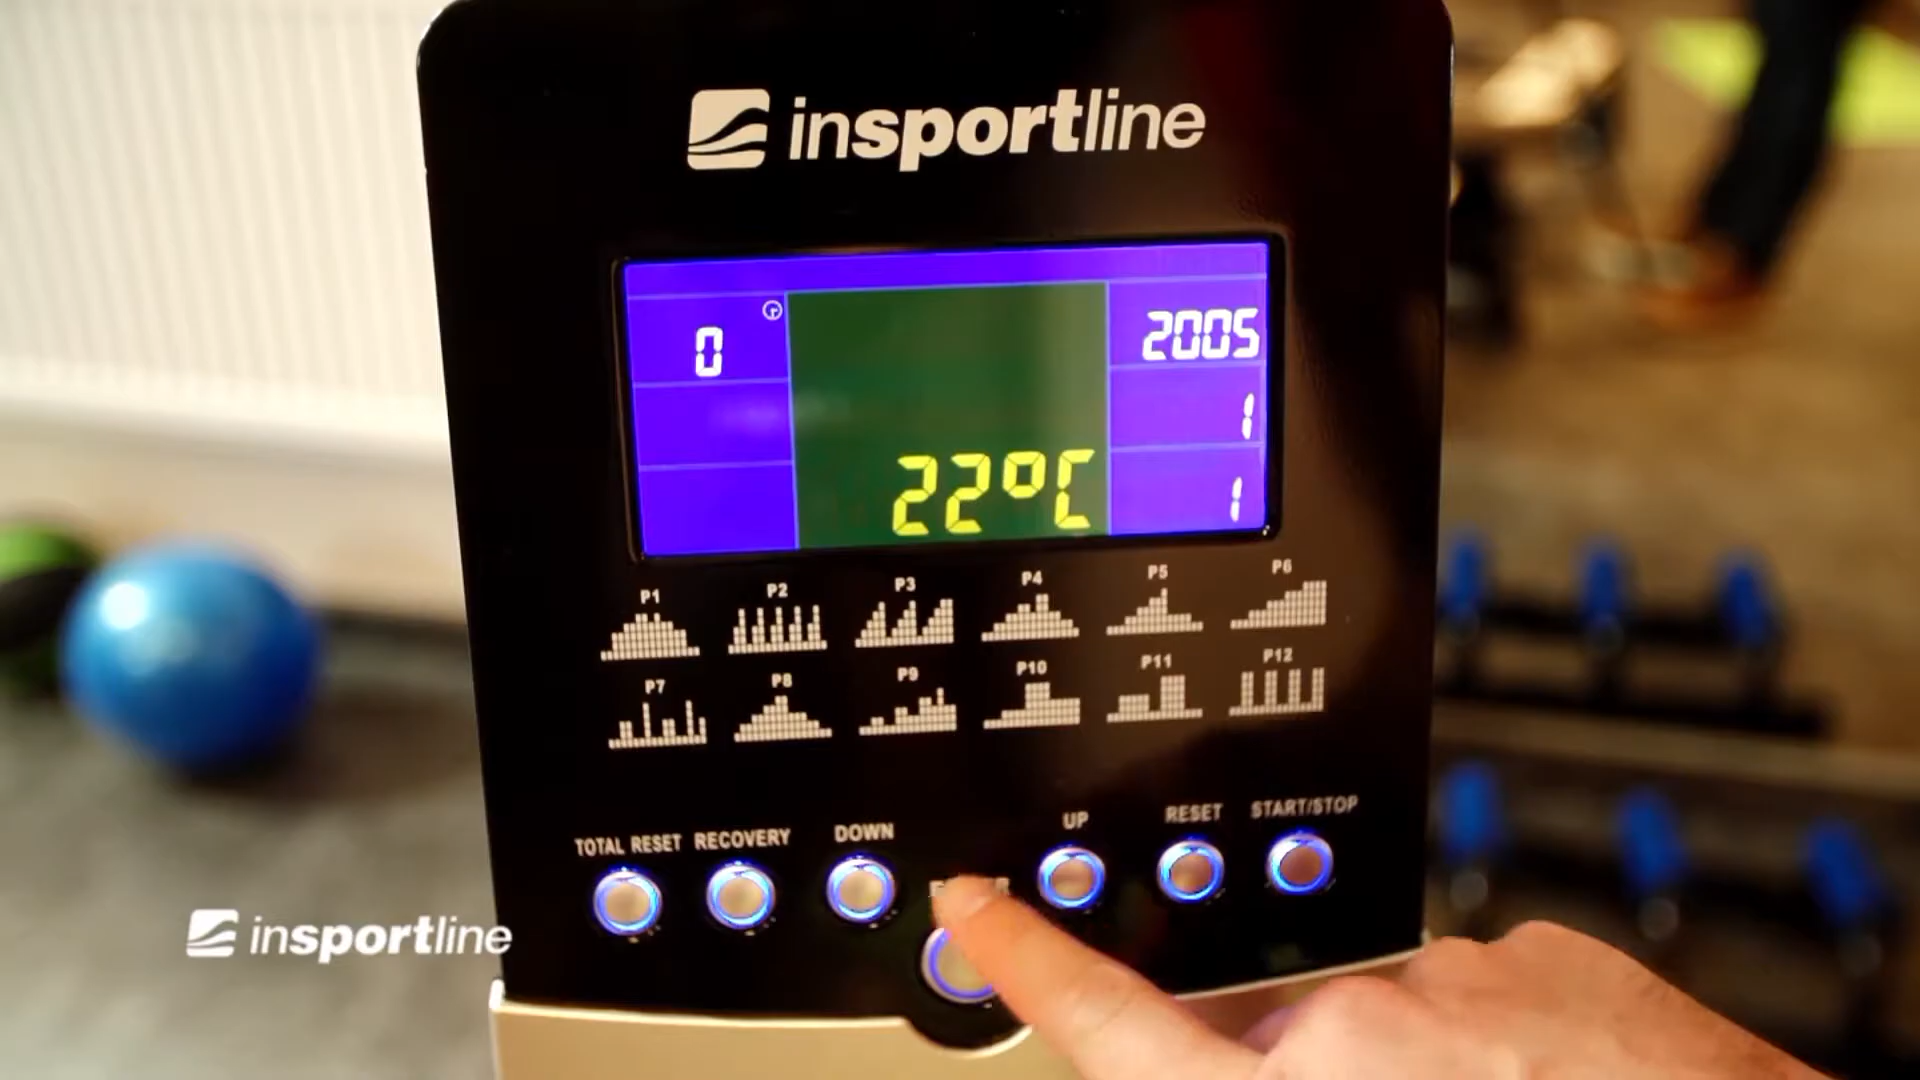 insportline
0
2005
1
1
22°C
P1 P2 P3 P4 P5 P6
P7 P8 P9 P10 P11 P12
TOTAL RESET RECOVERY DOWN UP RESET START/STOP
insportline